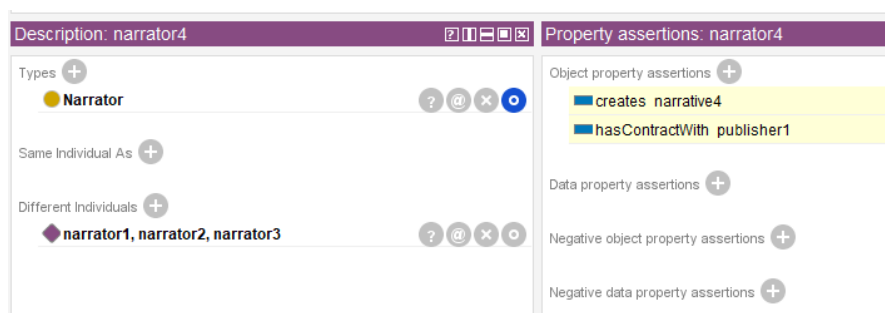 Description: narrator4
Types
Narrator
Same Individual As
Different Individuals
narrator1, narrator2, narrator3
Property assertions: narrator4
Object property assertions
creates narrative4
hasContractWith publisher1
Data property assertions
Negative object property assertions
Negative data property assertions